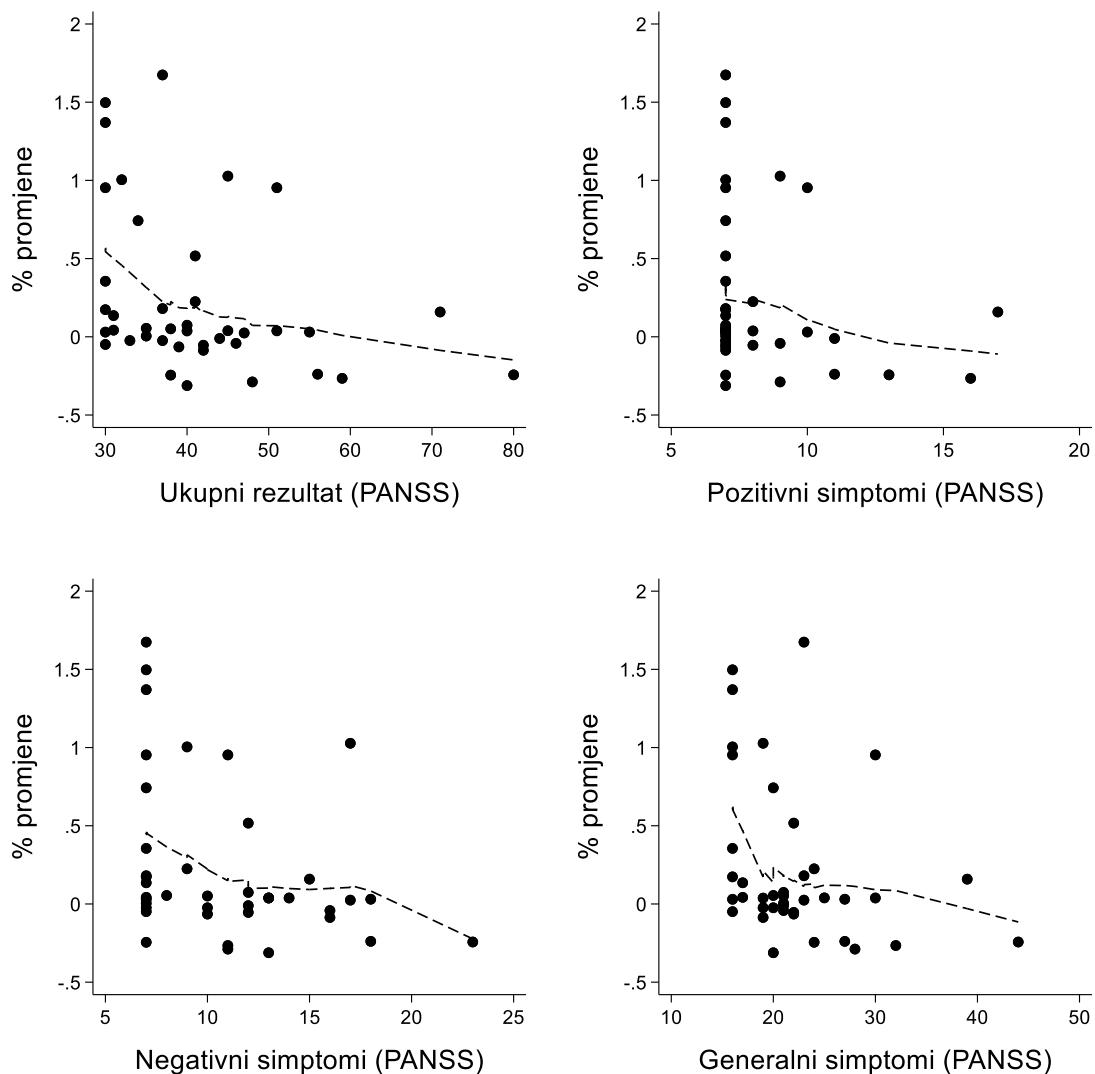 % promjene
2
1.5
1
.5
0
-.5
30 40 50 60 70 80
Ukupni rezultat (PANSS)
% promjene
2
1.5
1
.5
0
-.5
5 10 15 20
Pozitivni simptomi (PANSS)
% promjene
2
1.5
1
.5
0
-.5
5 10 15 20 25
Negativni simptomi (PANSS)
% promjene
2
1.5
1
.5
0
-.5
10 20 30 40 50
Generalni simptomi (PANSS)